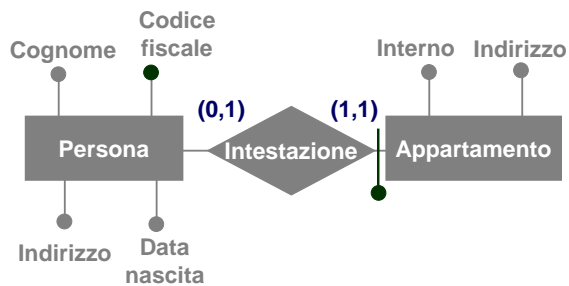 Codice
fiscale
Cognome
Interno
Indirizzo
(0,1)
(1,1)
Persona
Intestazione
Appartamento
Indirizzo
Data
nascita